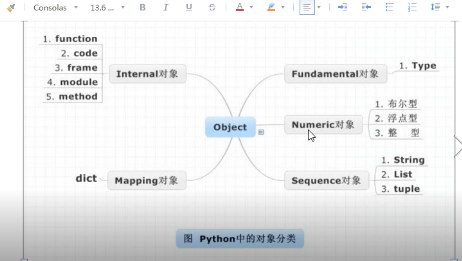 Consolas
13.6 ...
B I U S A
1. function
2. code
3. frame
4. module
5. method
Internal对象
Fundamental对象
1. Type
Object
Numeric对象
1. 布尔型
2. 浮点型
3. 整 型
dict
Mapping对象
Sequence对象
1. String
2. List
3. tuple
图 Python中的对象分类